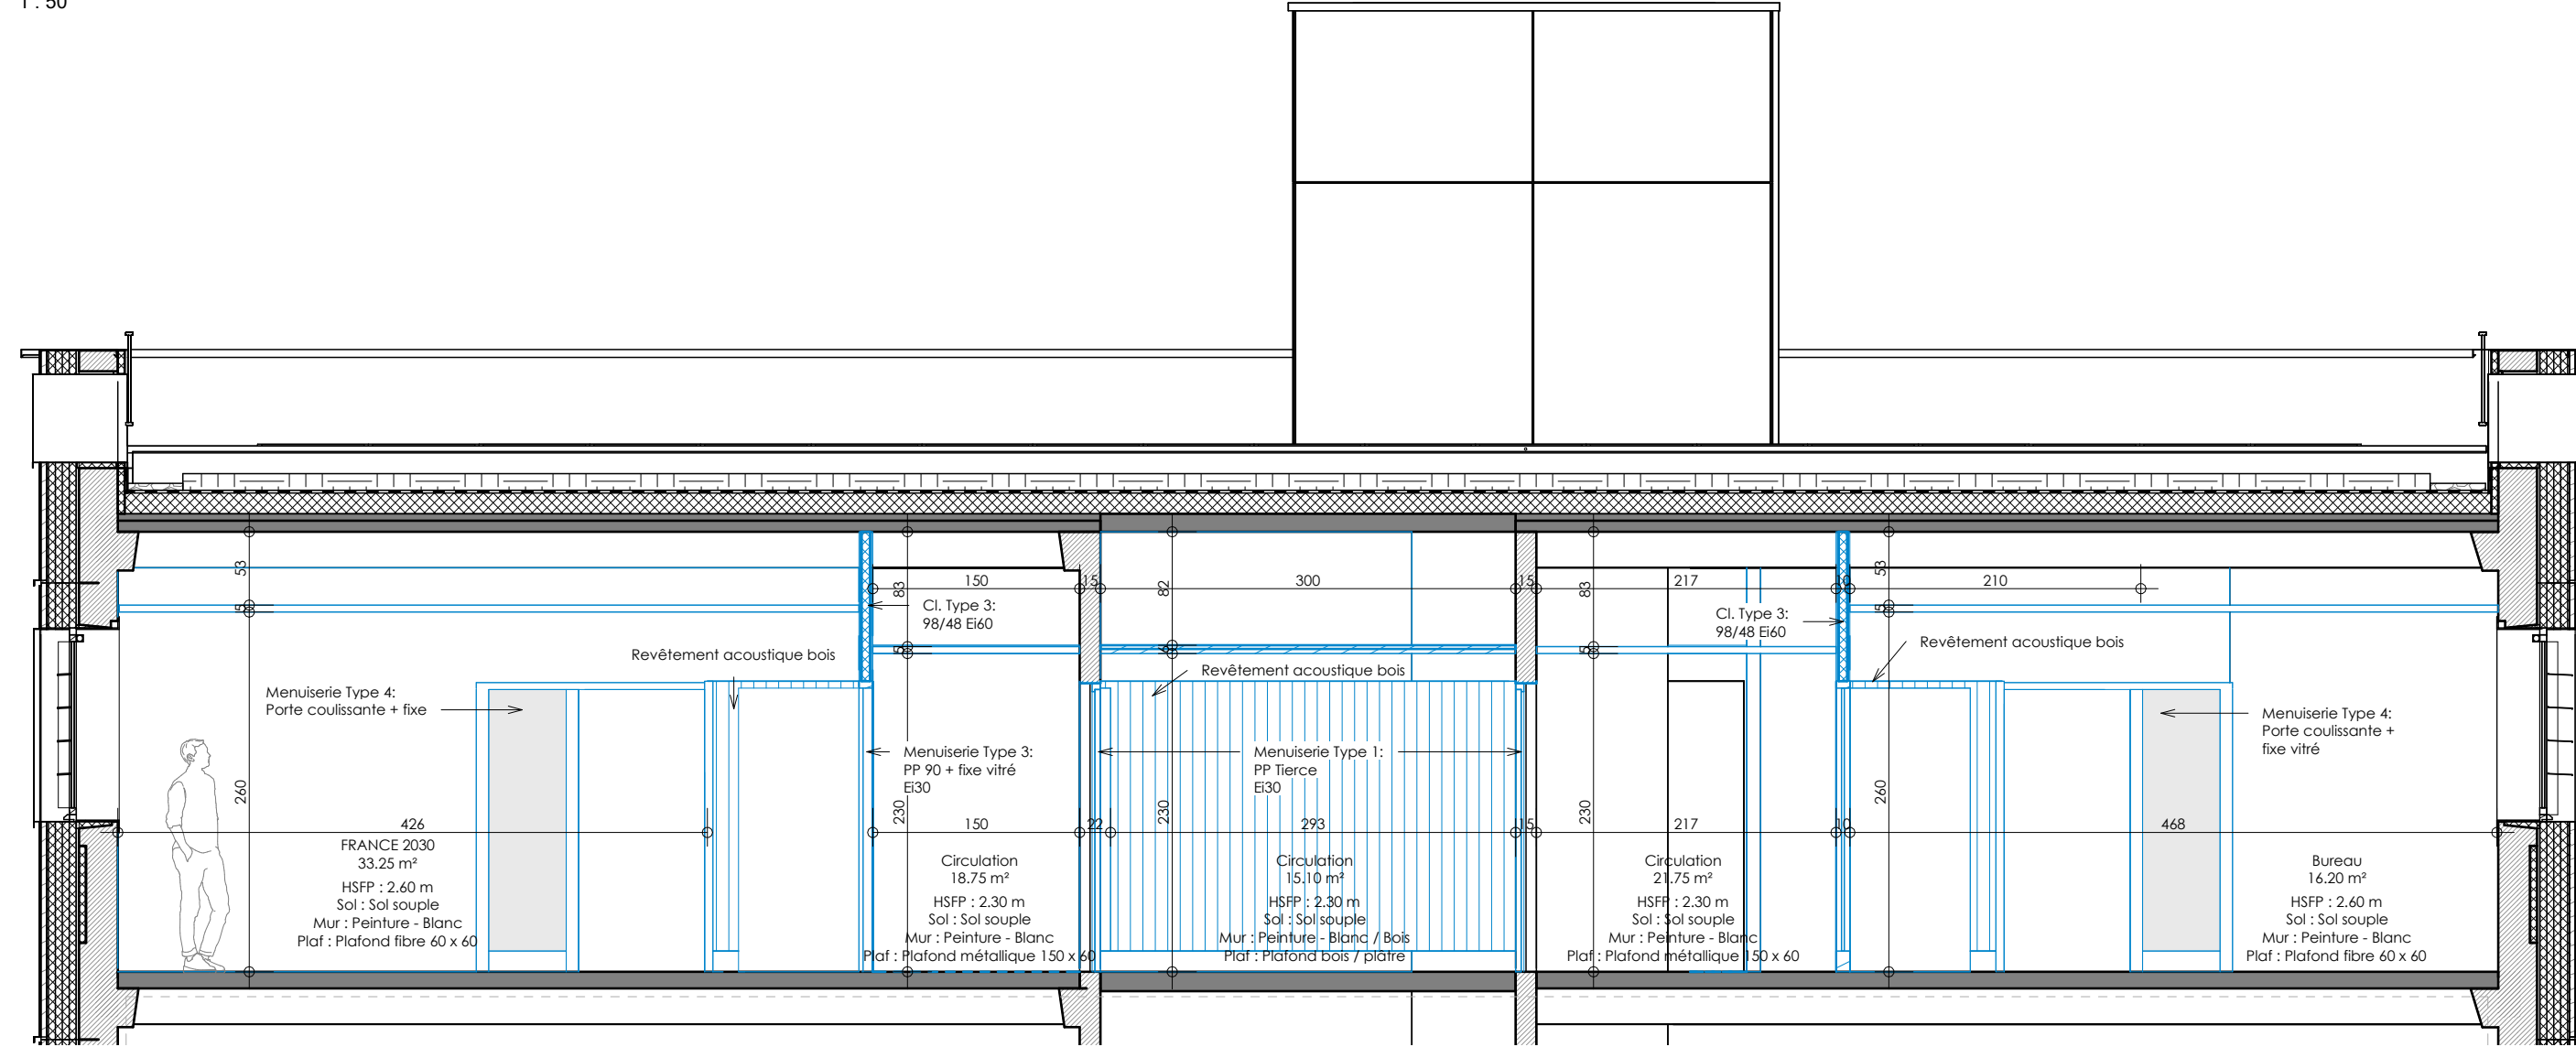 1 : 50
53
5
260
83
5
230
150
15
82
6
230
300
15
83
5
230
217
10
53
5
260
210
Cl. Type 3:
98/48 Ei60
Cl. Type 3:
98/48 Ei60
Revêtement acoustique bois
Revêtement acoustique bois
Revêtement acoustique bois
Menuiserie Type 4:
Porte coulissante + fixe
Menuiserie Type 3:
PP 90 + fixe vitré
Ei30
Menuiserie Type 1:
PP Tierce
Ei30
Menuiserie Type 4:
Porte coulissante +
fixe vitré
426
150
22
293
15
217
10
468
FRANCE 2030
33.25 m²
HSFP : 2.60 m
Sol : Sol souple
Mur : Peinture - Blanc
Plaf : Plafond fibre 60 x 60
Circulation
18.75 m²
HSFP : 2.30 m
Sol : Sol souple
Mur : Peinture - Blanc
Plaf : Plafond métallique 150 x 60
Circulation
15.10 m²
HSFP : 2.30 m
Sol : Sol souple
Mur : Peinture - Blanc / Bois
Plaf : Plafond bois / plâtre
Circulation
21.75 m²
HSFP : 2.30 m
Sol : Sol souple
Mur : Peinture - Blanc
Plaf : Plafond métallique 150 x 60
Bureau
16.20 m²
HSFP : 2.60 m
Sol : Sol souple
Mur : Peinture - Blanc
Plaf : Plafond fibre 60 x 60